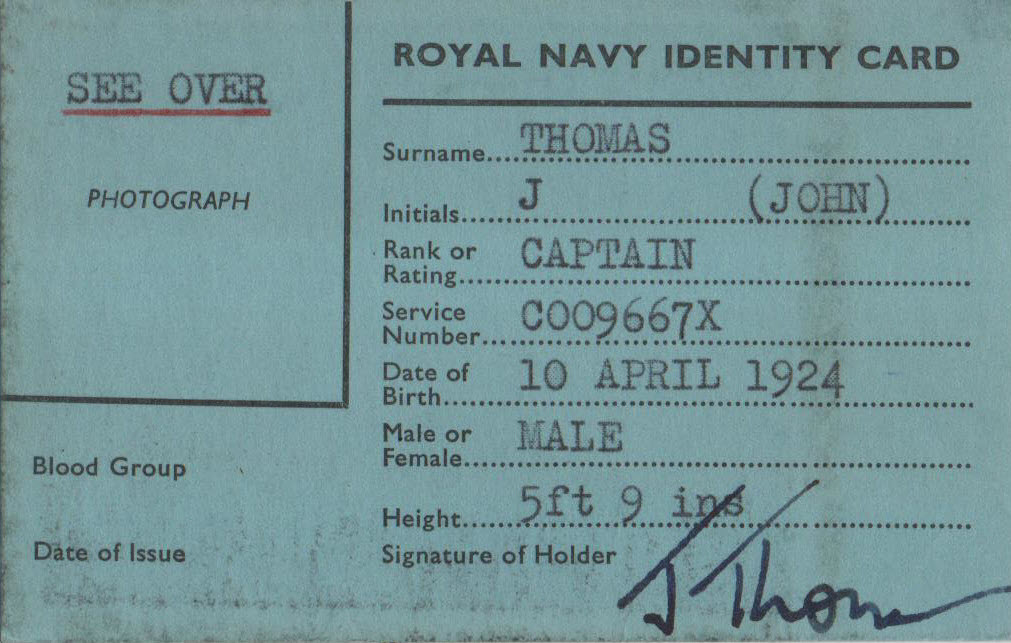 SEE OVER
PHOTOGRAPH
ROYAL NAVY IDENTITY CARD
Surname....THOMAS
Initials....J (JOHN)
Rank or
Rating....CAPTAIN
Service
Number....C009667X
Date of
Birth....10 APRIL 1924
Male or
Female....MALE
Height....5ft 9 ins
Blood Group
Date of Issue
Signature of Holder
J Thomas